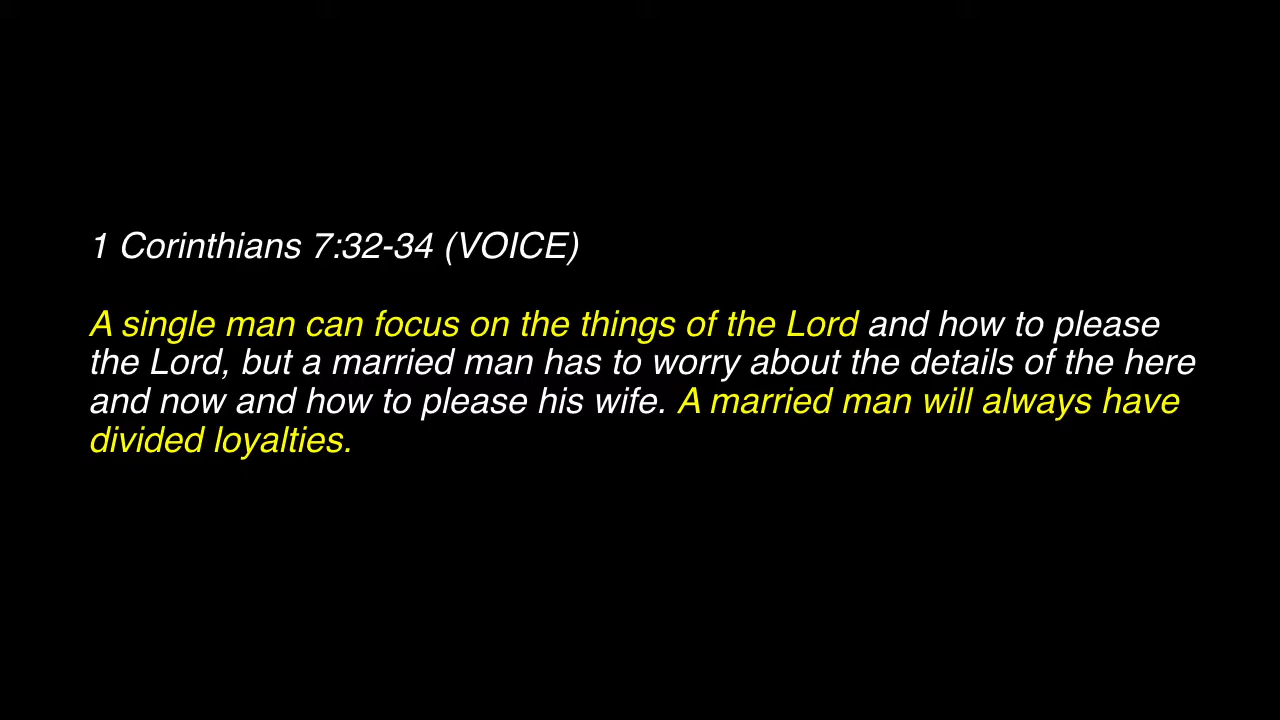 1 Corinthians 7:32-34 (VOICE)
A single man can focus on the things of the Lord and how to please
the Lord, but a married man has to worry about the details of the here
and now and how to please his wife. A married man will always have
divided loyalties.